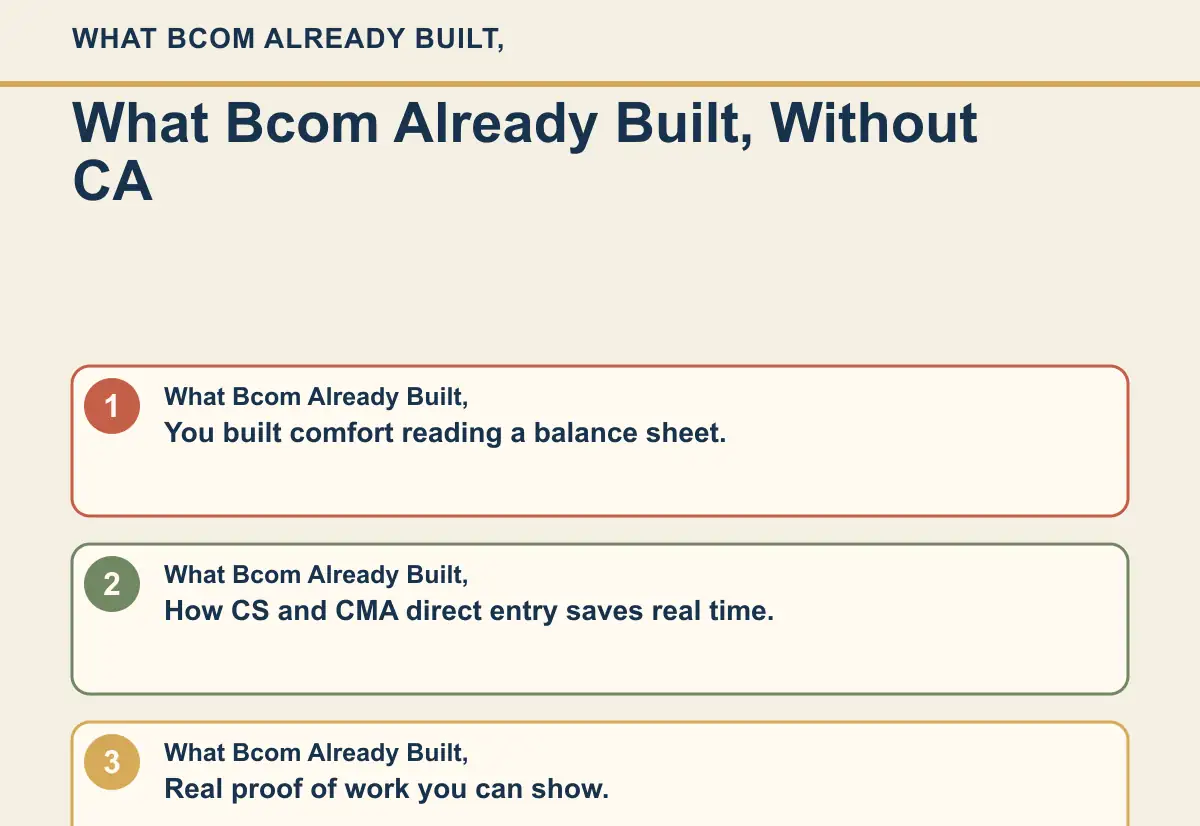 WHAT BCOM ALREADY BUILT,
What Bcom Already Built, Without
CA
1
What Bcom Already Built,
You built comfort reading a balance sheet.
2
What Bcom Already Built,
How CS and CMA direct entry saves real time.
3
What Bcom Already Built,
Real proof of work you can show.